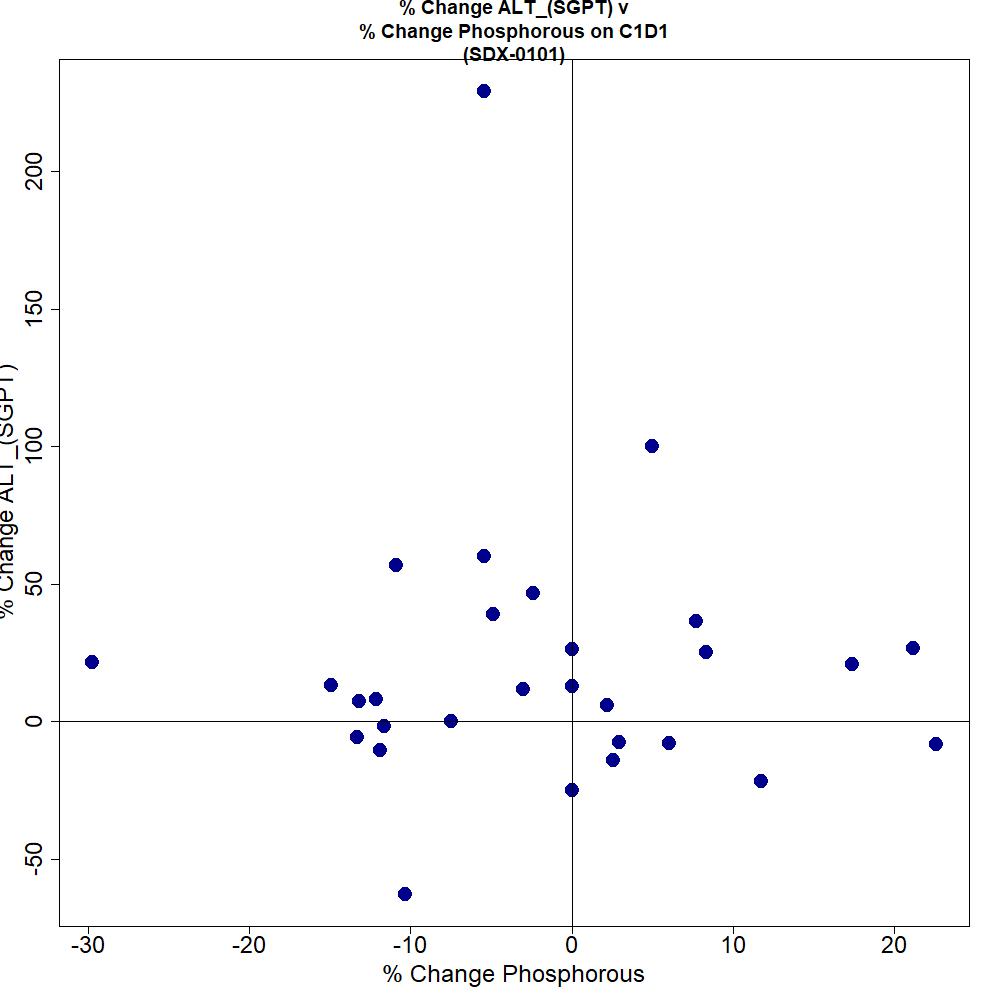 % Change ALT_(SGPT) v
% Change Phosphorous on C1D1
(SDX-0101)
% Change ALT_(SGPT)
200
150
100
50
0
-50
-30
-20
-10
0
10
20
% Change Phosphorous